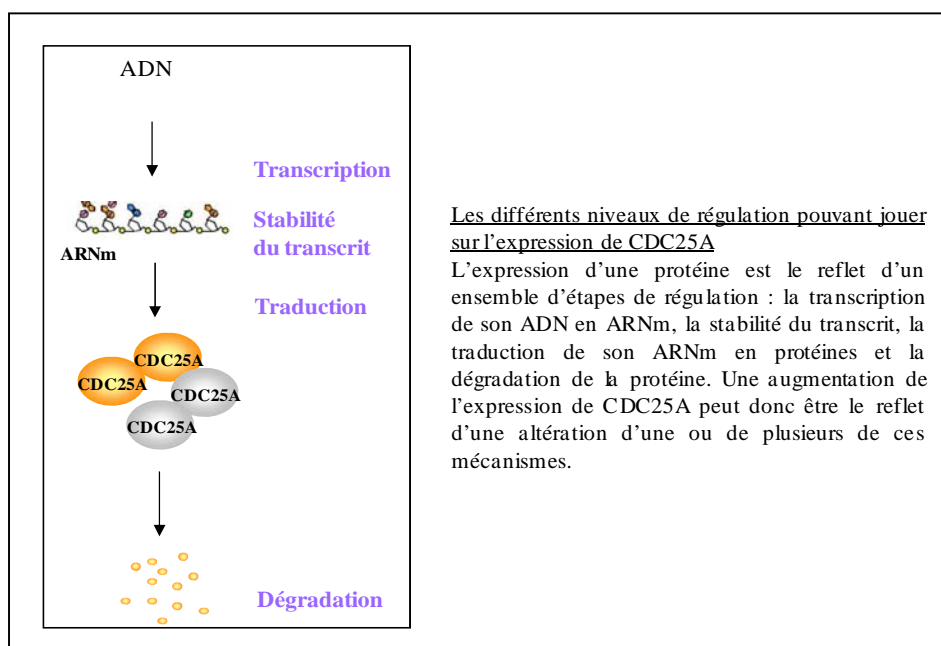 ADN
Transcription
Stabilité
du transcrit
ARNm
Traduction
CDC25A
CDC25A
CDC25A
CDC25A
Dégradation
Les différents niveaux de régulation pouvant jouer
sur l’expression de CDC25A
L’expression d’une protéine est le reflet d’un
ensemble d’étapes de régulation : la transcription
de son ADN en ARNm, la stabilité du transcrit, la
traduction de son ARNm en protéines et la
dégradation de la protéine. Une augmentation de
l’expression de CDC25A peut donc être le reflet
d’une altération d’une ou de plusieurs de ces
mécanismes.